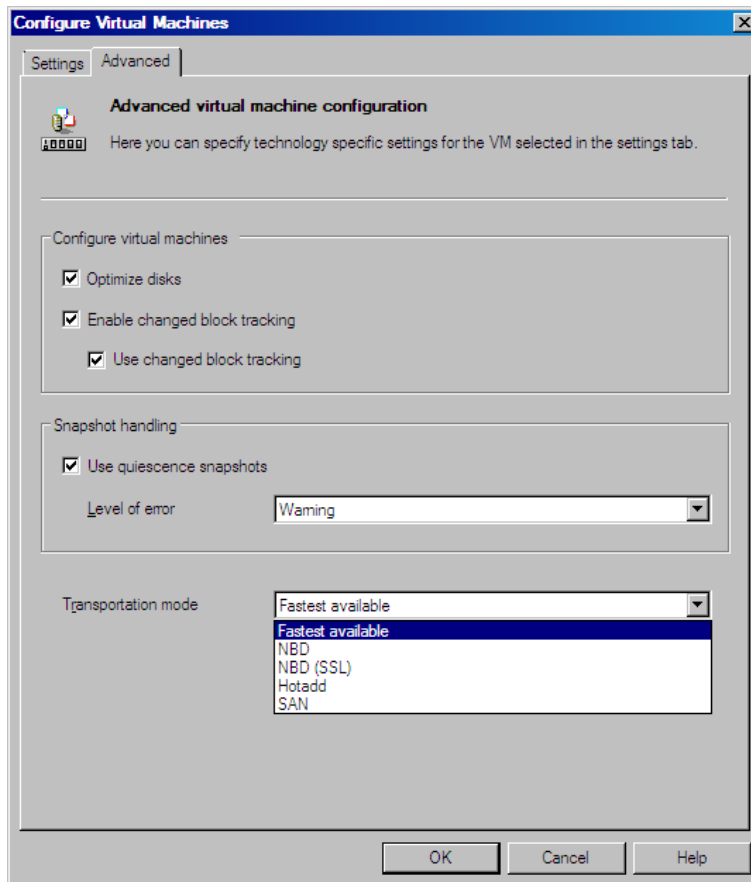 Configure Virtual Machines
Settings
Advanced
Advanced virtual machine configuration
Here you can specify technology specific settings for the VM selected in the settings tab.
Configure virtual machines
Optimize disks
Enable changed block tracking
Use changed block tracking
Snapshot handling
Use quiescence snapshots
Level of error
Warning
Transportation mode
Fastest available
Fastest available
NBD
NBD (SSL)
Hotadd
SAN
OK
Cancel
Help